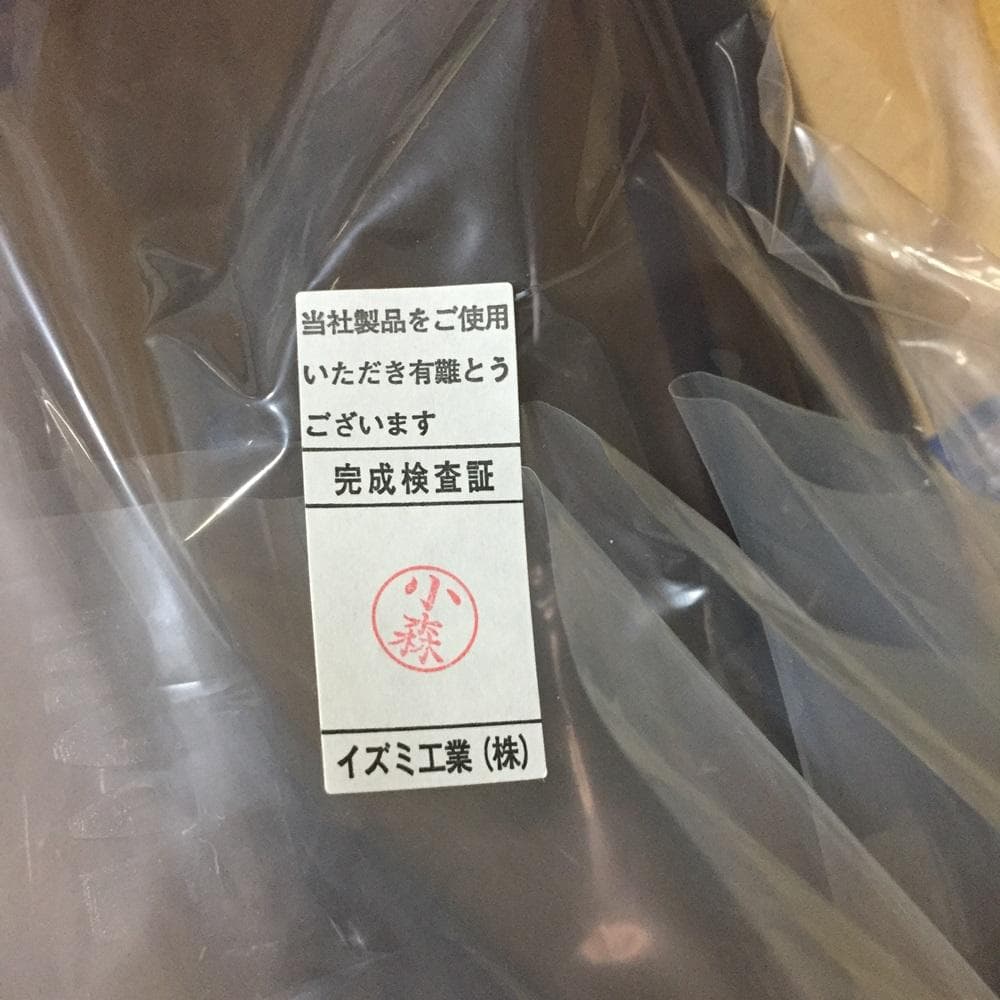 当社製品をご使用
いただき有難とう
ございます
完成検査証
小森
イズミ工業(株)